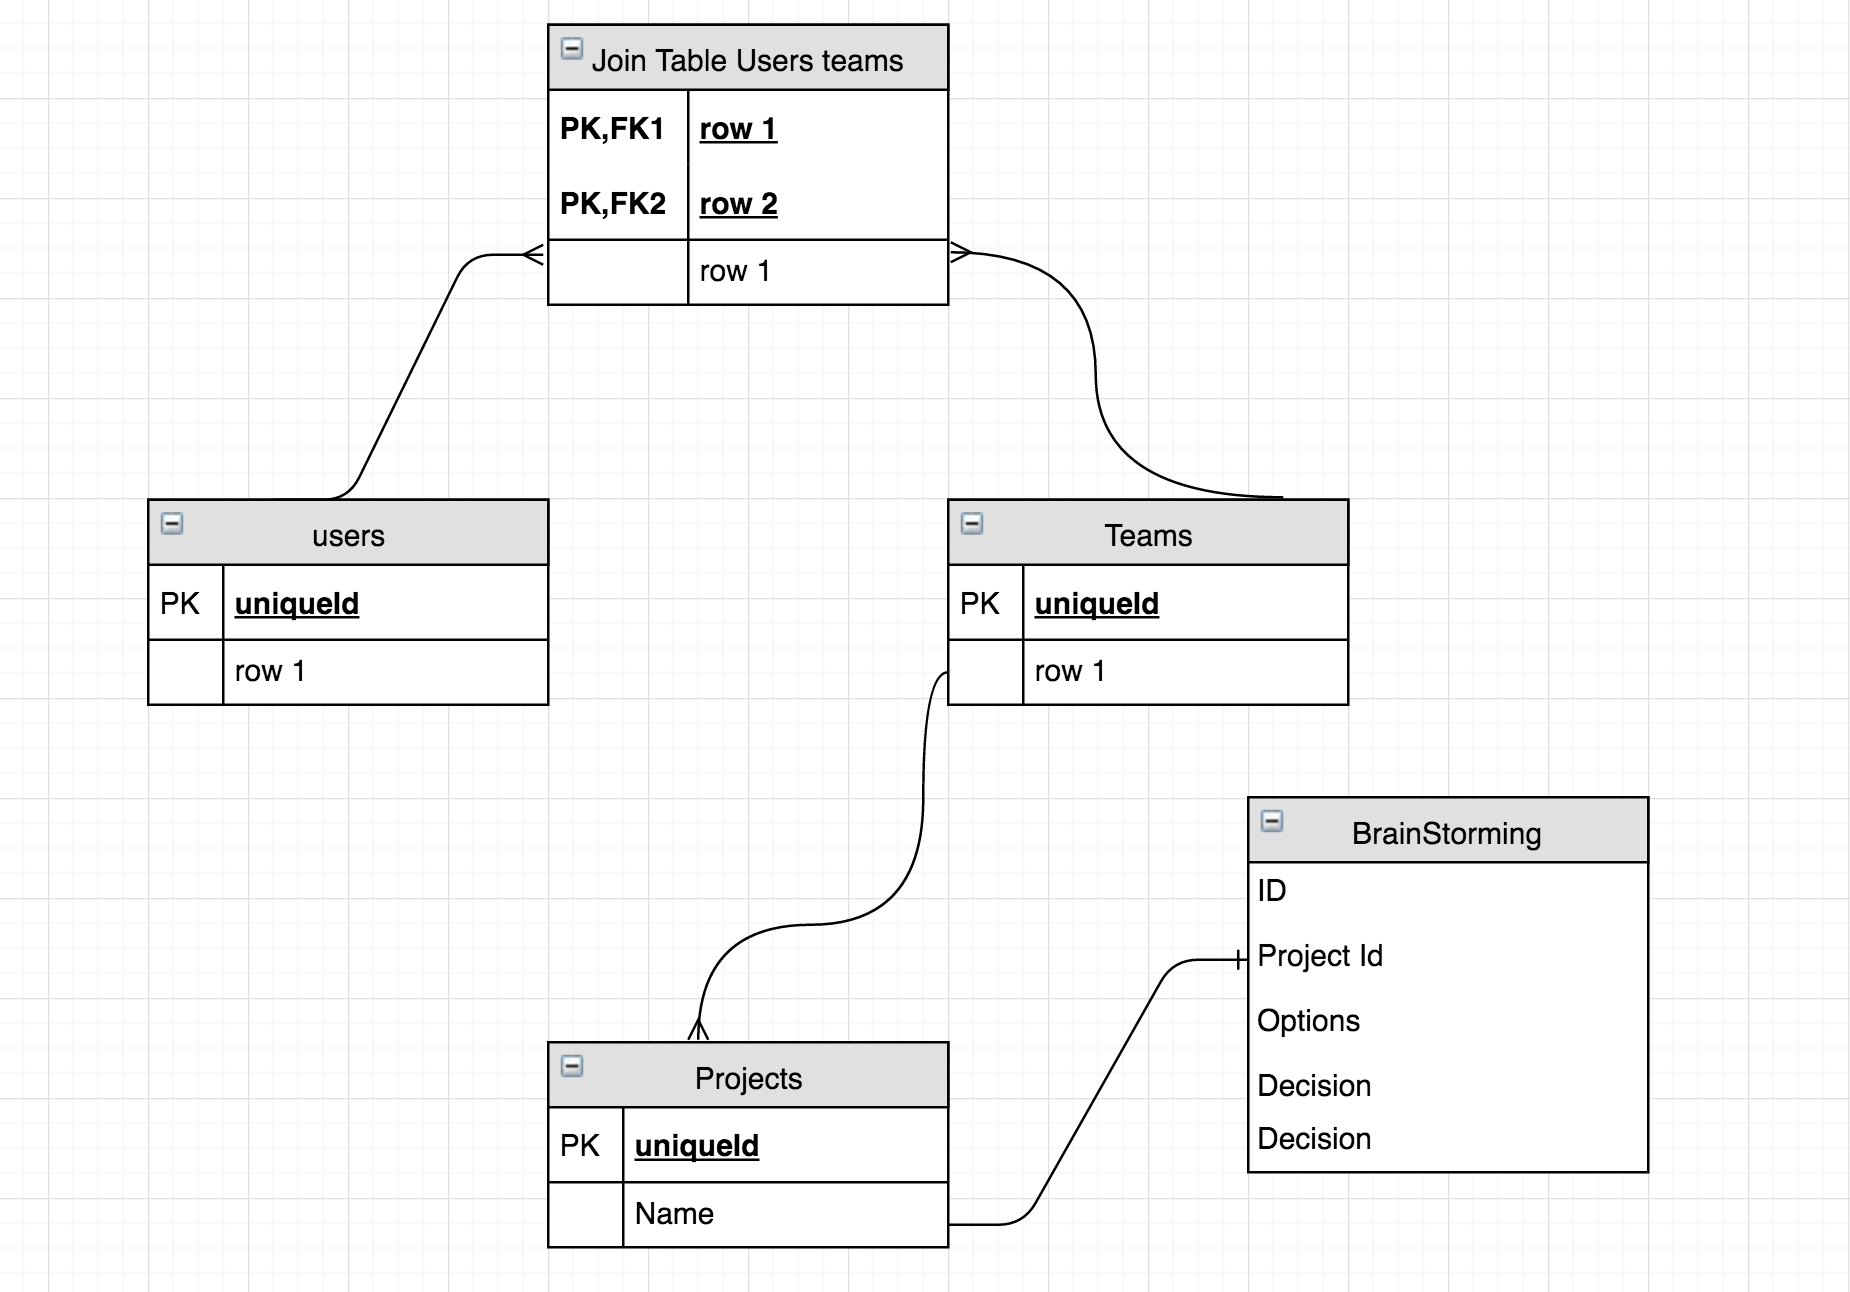 Join Table Users teams
PK,FK1 row 1
PK,FK2 row 2
row 1
users
PK uniqueId
row 1
Teams
PK uniqueId
row 1
BrainStorming
ID
Project Id
Options
Decision
Decision
Projects
PK uniqueId
Name